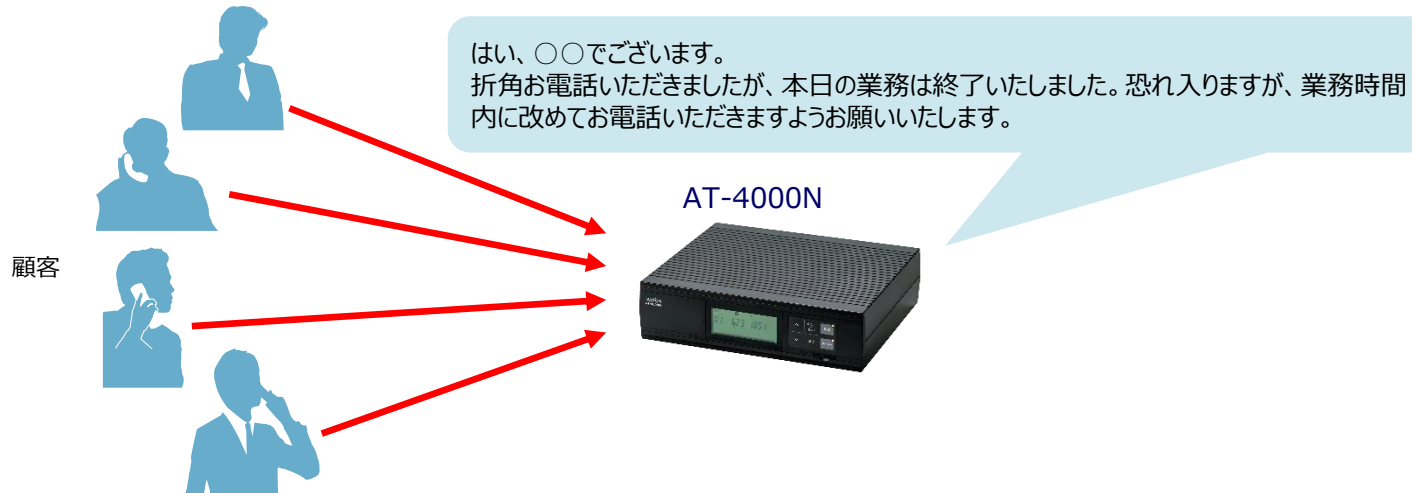 はい、○○でございます。
折角お電話いただきましたが、本日の業務は終了いたしました。恐れ入りますが、業務時間
内に改めてお電話いただきますようお願いいたします。
AT-4000N
顧客